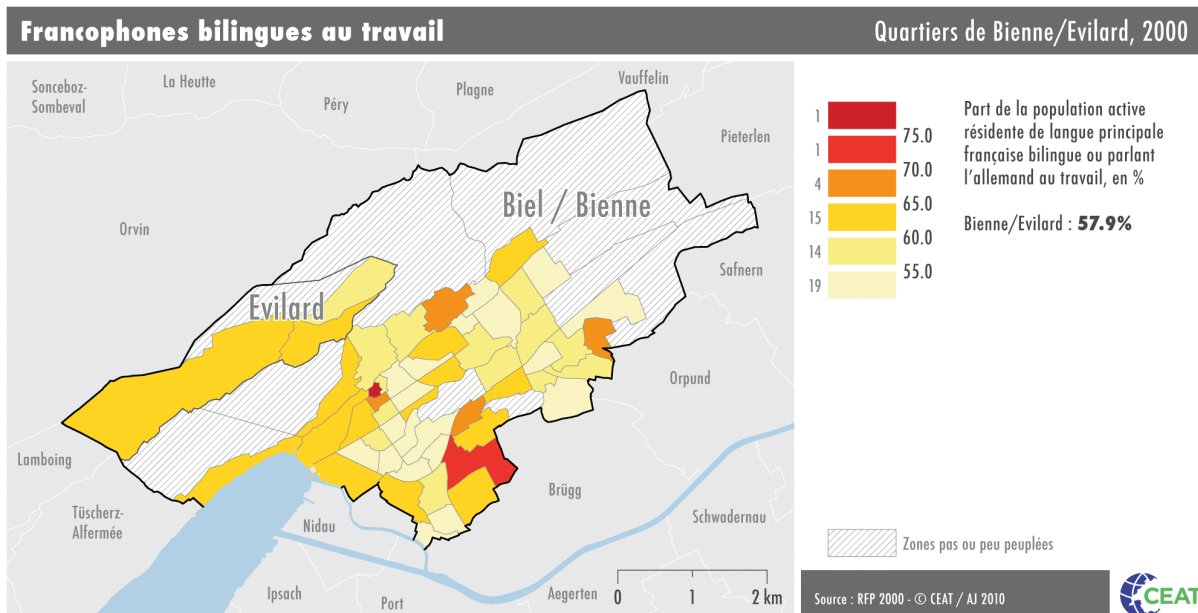 Francophones bilingues au travail
Quartiers de Bienne/Evilard, 2000
Sonceboz-
Sombeval
La Heutte
Péry
Plagne
Vauffelin
Pieterlen
Orvin
Biel / Bienne
Safnern
Evilard
Orpund
Lamboing
Tüscherz-
Alfermée
Nidau
Brügg
Schwadernau
Ipsach
Port
Aegerten
0 1 2 km
1
75.0
1
70.0
4
65.0
15
60.0
14
55.0
19
Part de la population active
résidente de langue principale
française bilingue ou parlant
l'allemand au travail, en %
Bienne/Evilard : 57.9%
Zones pas ou peu peuplées
Source : RFP 2000 - © CEAT / AJ 2010
CEAT